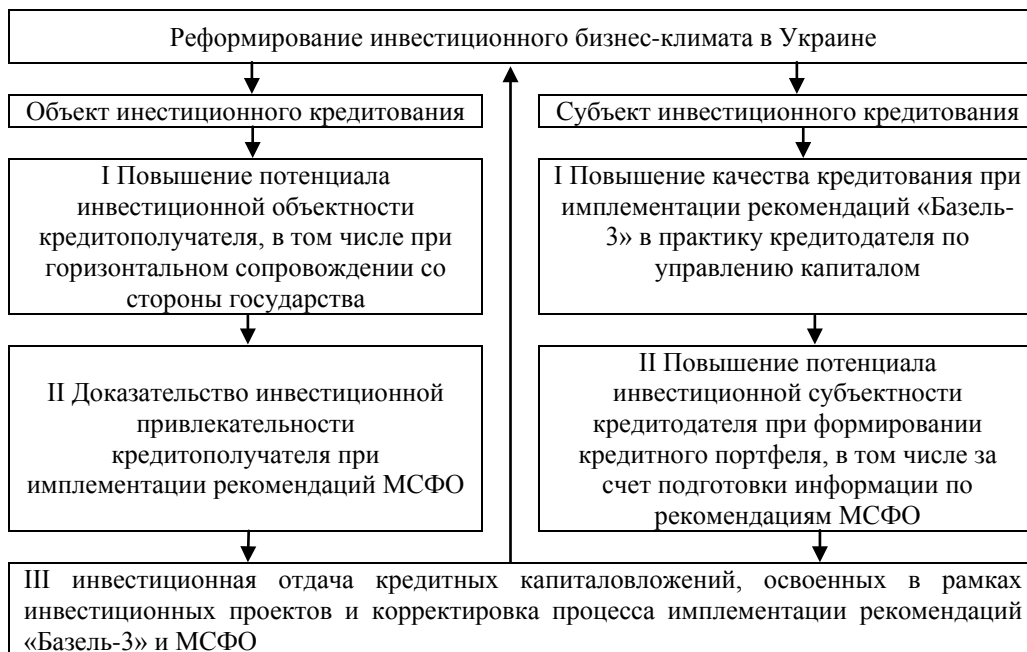 Реформирование инвестиционного бизнес-климата в Украине
Объект инестиционного кредитования
Субъект инвестиционного кредитования
I Повышение потенциала
инвестиционной объектности
кредитополучателя, в том числе при
горизонтальном сопровождении со
стороны государства
I Повышение качества кредитования при
имплементации рекомендаций «Базель-
3» в практику кредитодателя по
управлению капиталом
II Доказательство инвестиционной
привлекательности
кредитополучателя при
имплементации рекомендаций МСФО
II Повышение потенциала
инвестиционной субъектности
кредитодателя при формировании
кредитного портфеля, в том числе за
счет подготовки информации по
рекомендациям МСФО
III инвестиционная отдача кредитных капиталовложений, освоенных в рамках
инвестиционных проектов и корректировка процесса имплементации рекомендаций
«Базель-3» и МСФО